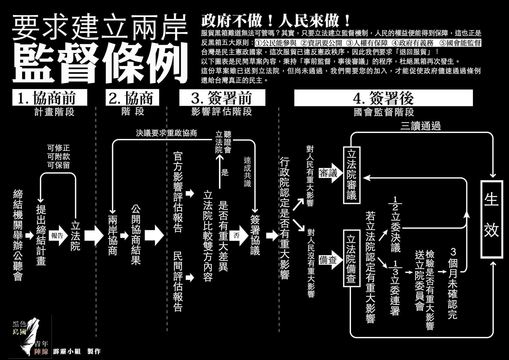 要求建立兩岸
監督條例
政府不做！人民來做！
服貿黑箱難道無法可管嗎？其實，只要立法建立監督機制，人民的權益便能得到保障，這也正是
反黑箱五大原則：①公民能參與 ②資訊要公開 ③人權有保障 ④政府有義務 ⑤國會能監督
台灣是民主憲政國家，這次服貿已違反憲政秩序，因此我們要求「退回服貿」！
以下圖表是民間草案內容，秉持「事前監督，事後審議」的程序，杜絕黑箱再次發生。
這份草案雖已送到立法院，但尚未通過，我們需要您的加入，才能促使政府儘速通過條例
還給台灣真正的民主。
1. 協商前
計畫階段
2. 協商
階段
3. 簽署前
影響評估階段
4. 簽署後
國會監督階段
締結機關舉辦公聽會
提出締結計畫
報告
立法院
可修正
可附款
可保留
兩岸協商
公開協商結果
決議要求重啟協商
官方影響評估報告
民間影響評估報告
立法院比較雙方內容
是否有重大差異
是
立法院
聽證會
達成共識
否
簽署協議
行政院認定是否有重大影響
對人民有重大影響
審議
立法院審議
三讀通過
對人民沒有重大影響
備查
立法院備查
若立法院認定有重大影響
1/2立委決議
1/3立委連署
檢驗是否有重大影響
送立院委員會
3個月未確認完
生效
黑色島國
青年陣線
霹靂小組 製作